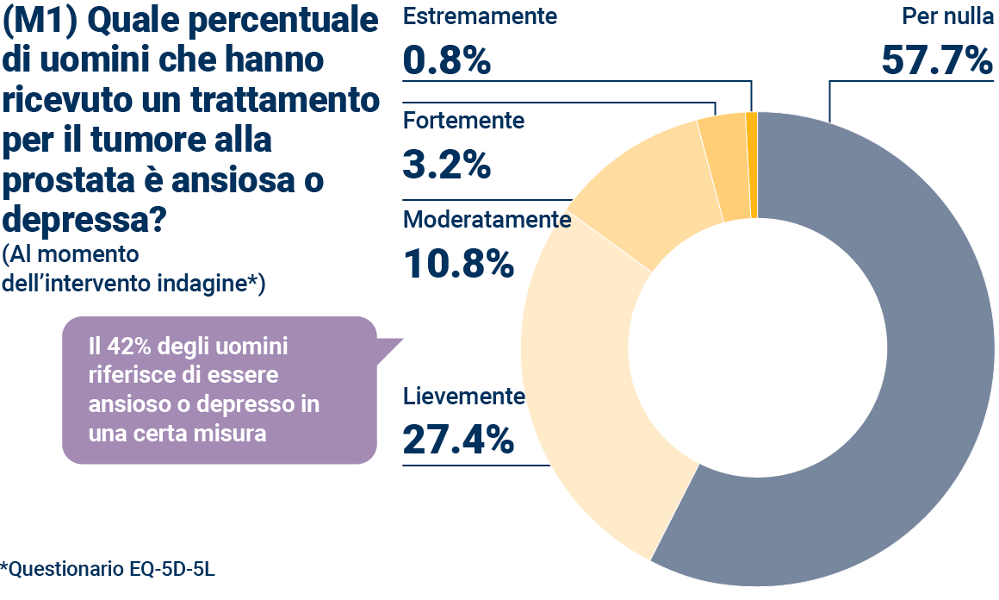 (M1) Quale percentuale
di uomini che hanno
ricevuto un trattamento
per il tumore alla
prostata è ansiosa o
depressa?
(Al momento
dell’intervento indagine*)
Il 42% degli uomini
riferisce di essere
ansioso o depresso in
una certa misura
Estremamente
0.8%
Fortemente
3.2%
Moderatamente
10.8%
Lievemente
27.4%
Per nulla
57.7%
*Questionario EQ-5D-5L